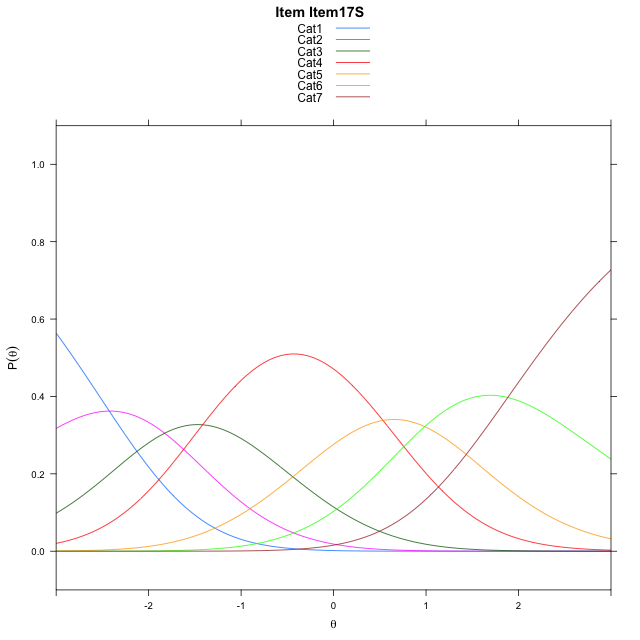 Item Item17S
Cat1
Cat2
Cat3
Cat4
Cat5
Cat6
Cat7
1.0
0.8
0.6
0.4
0.2
0.0
P(θ)
-2 -1 0 1 2
θ